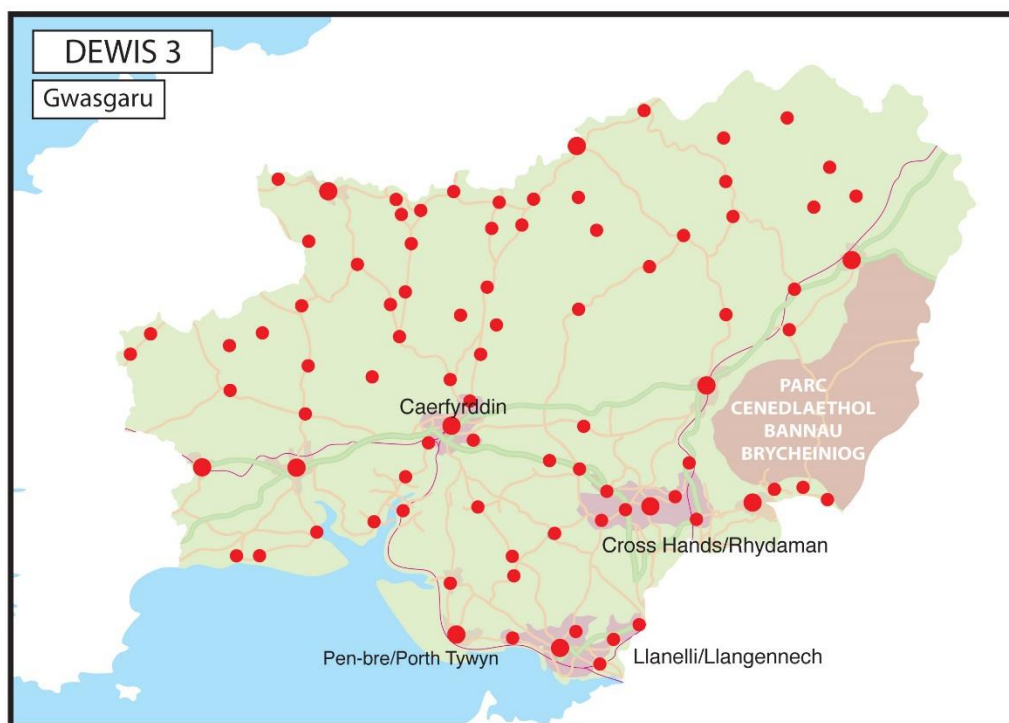 DEWIS 3
Gwasgaru
PARC
CENEDLAETHOL
BANNAU
BRYCHEINIOG
Caerfyrddin
Cross Hands/Rhydaman
Pen-bre/Porth Tywyn
Llanelli/Llangennech